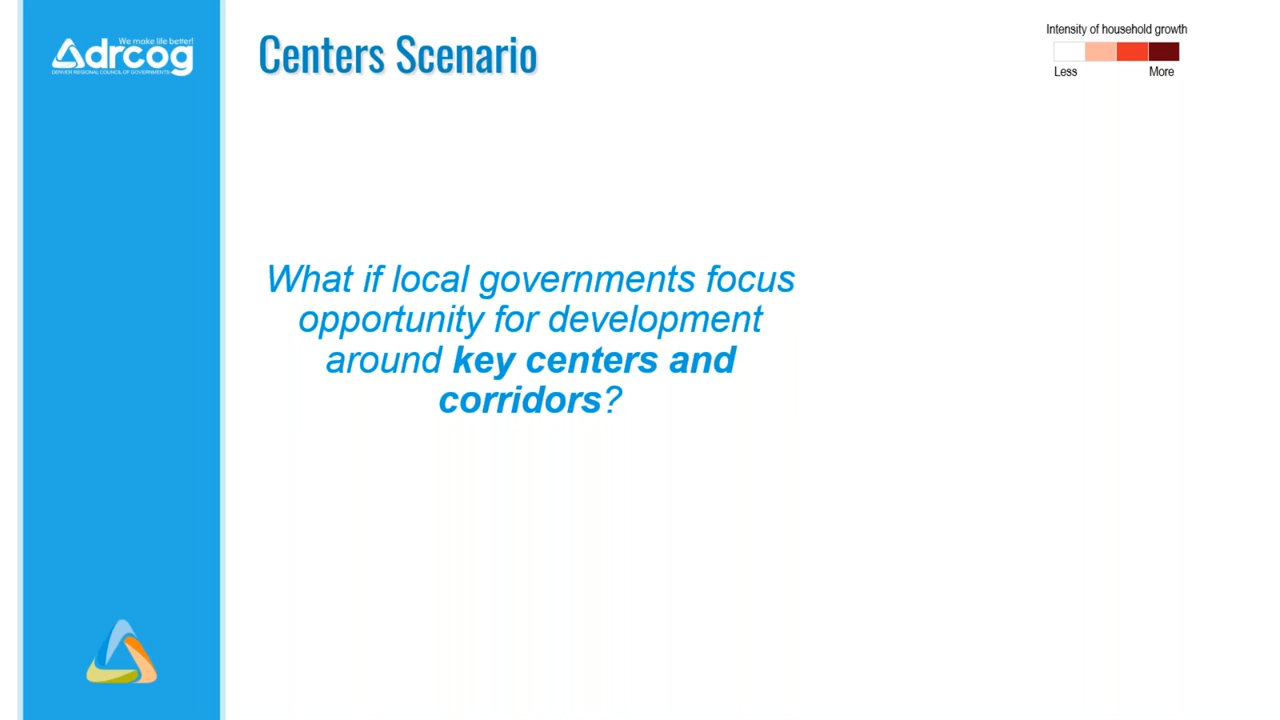 We make life better!
drcog
DENVER REGIONAL COUNCIL OF GOVERNMENTS
Centers Scenario
Intensity of household growth
Less More
What if local governments focus
opportunity for development
around key centers and
corridors?